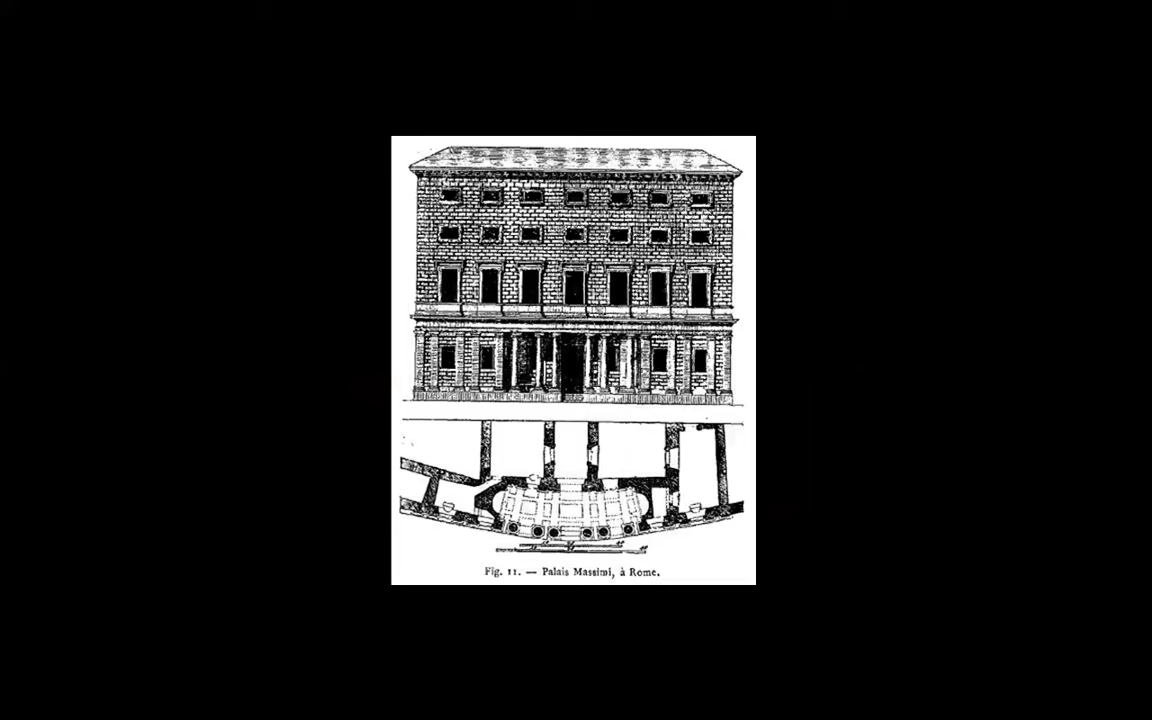 Fig. 11. — Palais Massimi, à Rome.